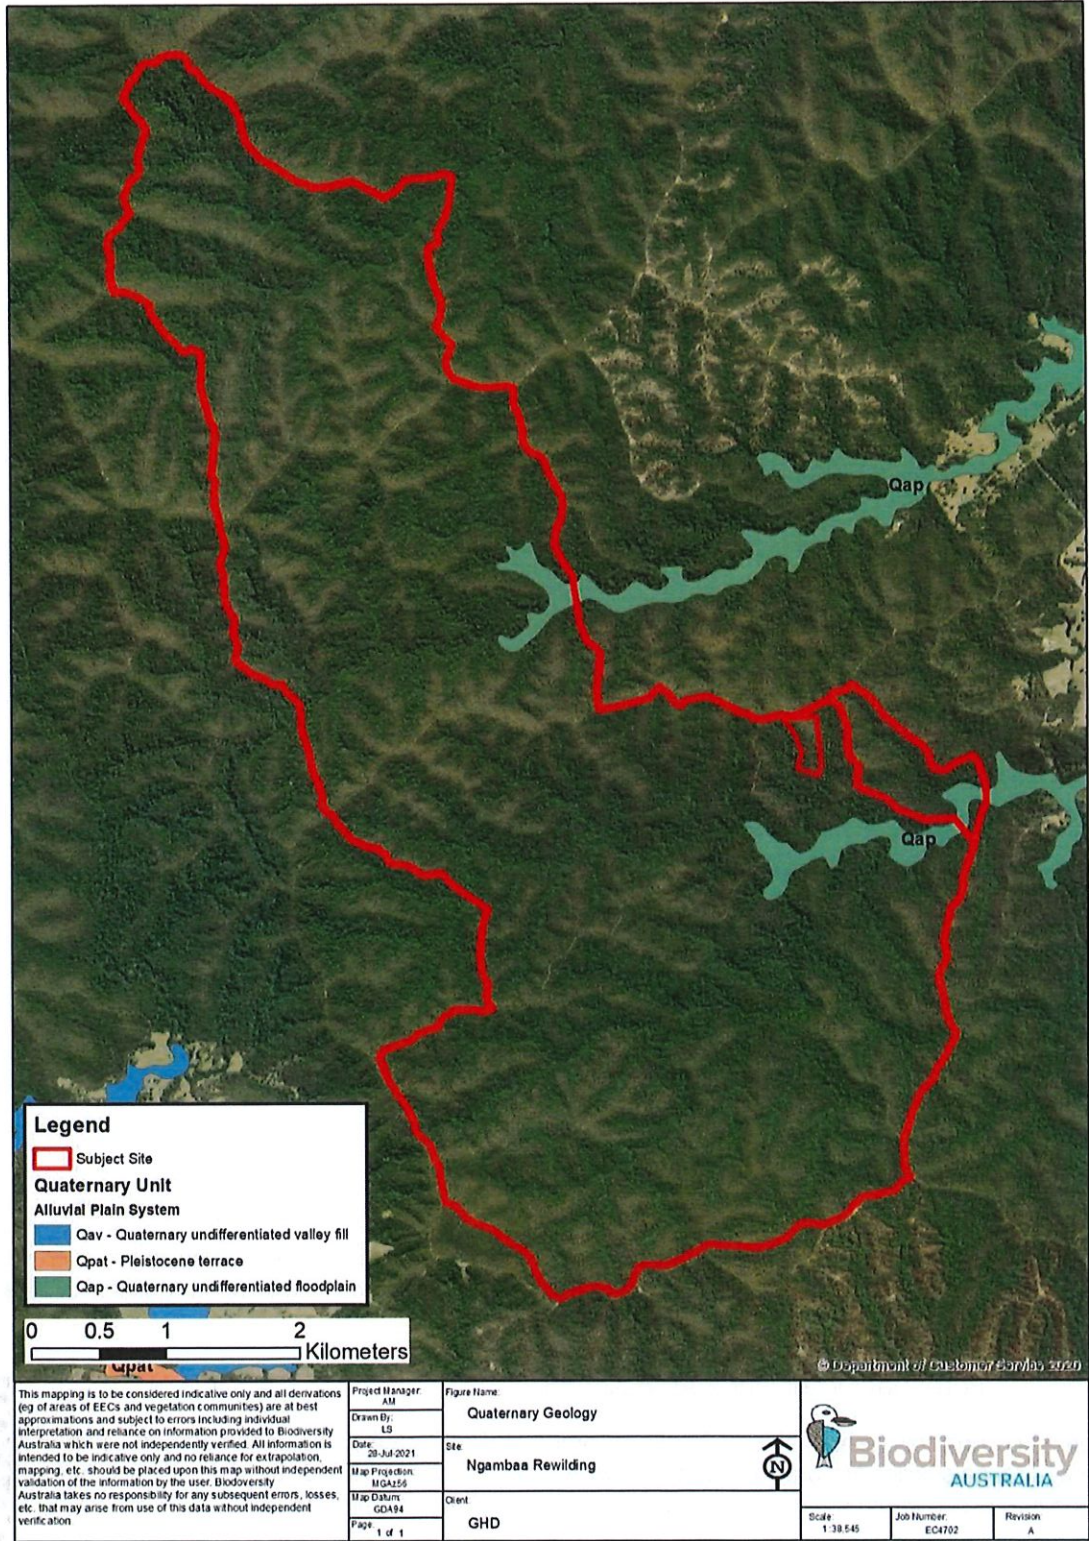 Qap
Qap
Legend
Subject Site
Quaternary Unit
Alluvial Plain System
Qav - Quaternary undifferentiated valley fill
Qpat - Pleistocene terrace
Qap - Quaternary undifferentiated floodplain
0 0.5 1 2
Kilometers
Qpat
© Department of Customer Service 2020
This mapping is to be considered indicative only and all derivations
(eg of areas of EECs and vegetation communities) are at best
approximations and subject to errors including individual
interpretation and reliance on information provided to Biodiversity
Australia which were not independently verified. All information is
intended to be indicative only and no reliance for extrapolation,
mapping, etc. should be placed upon this map without independent
validation of the information by the user. Biodoversity
Australia takes no responsibility for any subsequent errors, losses,
etc. that may arise from use of this data without independent
verification
Project Manager:
AM
Drawn By:
LS
Date:
28-Jul-2021
Map Projection:
MGAz56
Map Datum:
GDA94
Page:
1 of 1
Figure Name:
Quaternary Geology
Site:
Ngambaa Rewilding
Client:
GHD
N
Biodiversity
AUSTRALIA
Scale:
1:38,545
Job Number:
EC4702
Revision
A